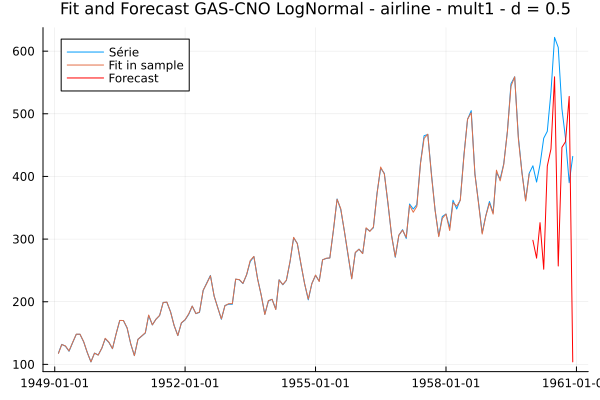 Fit and Forecast GAS-CNO LogNormal - airline - mult1 - d = 0.5
Série
Fit in sample
Forecast
600
500
400
300
200
100
1949-01-01
1952-01-01
1955-01-01
1958-01-01
1961-01-0